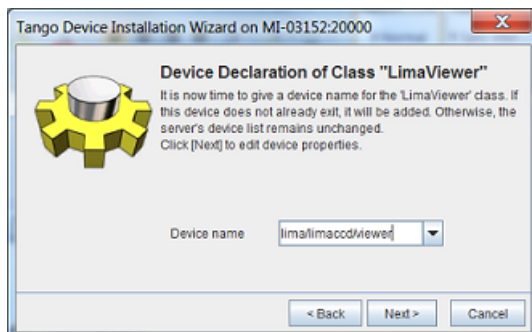 Tango Device Installation Wizard on MI-03152:20000
Device Declaration of Class "LimaViewer"
It is now time to give a device name for the 'LimaViewer' class. If
this device does not already exit, it will be added. Otherwise, the
server's device list remains unchanged.
Click [Next] to edit device properties.
Device name lima/limaccd/viewer
< Back Next > Cancel